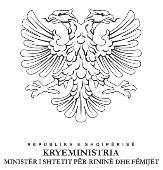 REPUBLIKA E SHQIPËRISË
KRYEMINISTRIA
MINISTËR I SHTETIT PËR RININË DHE FËMIJËT